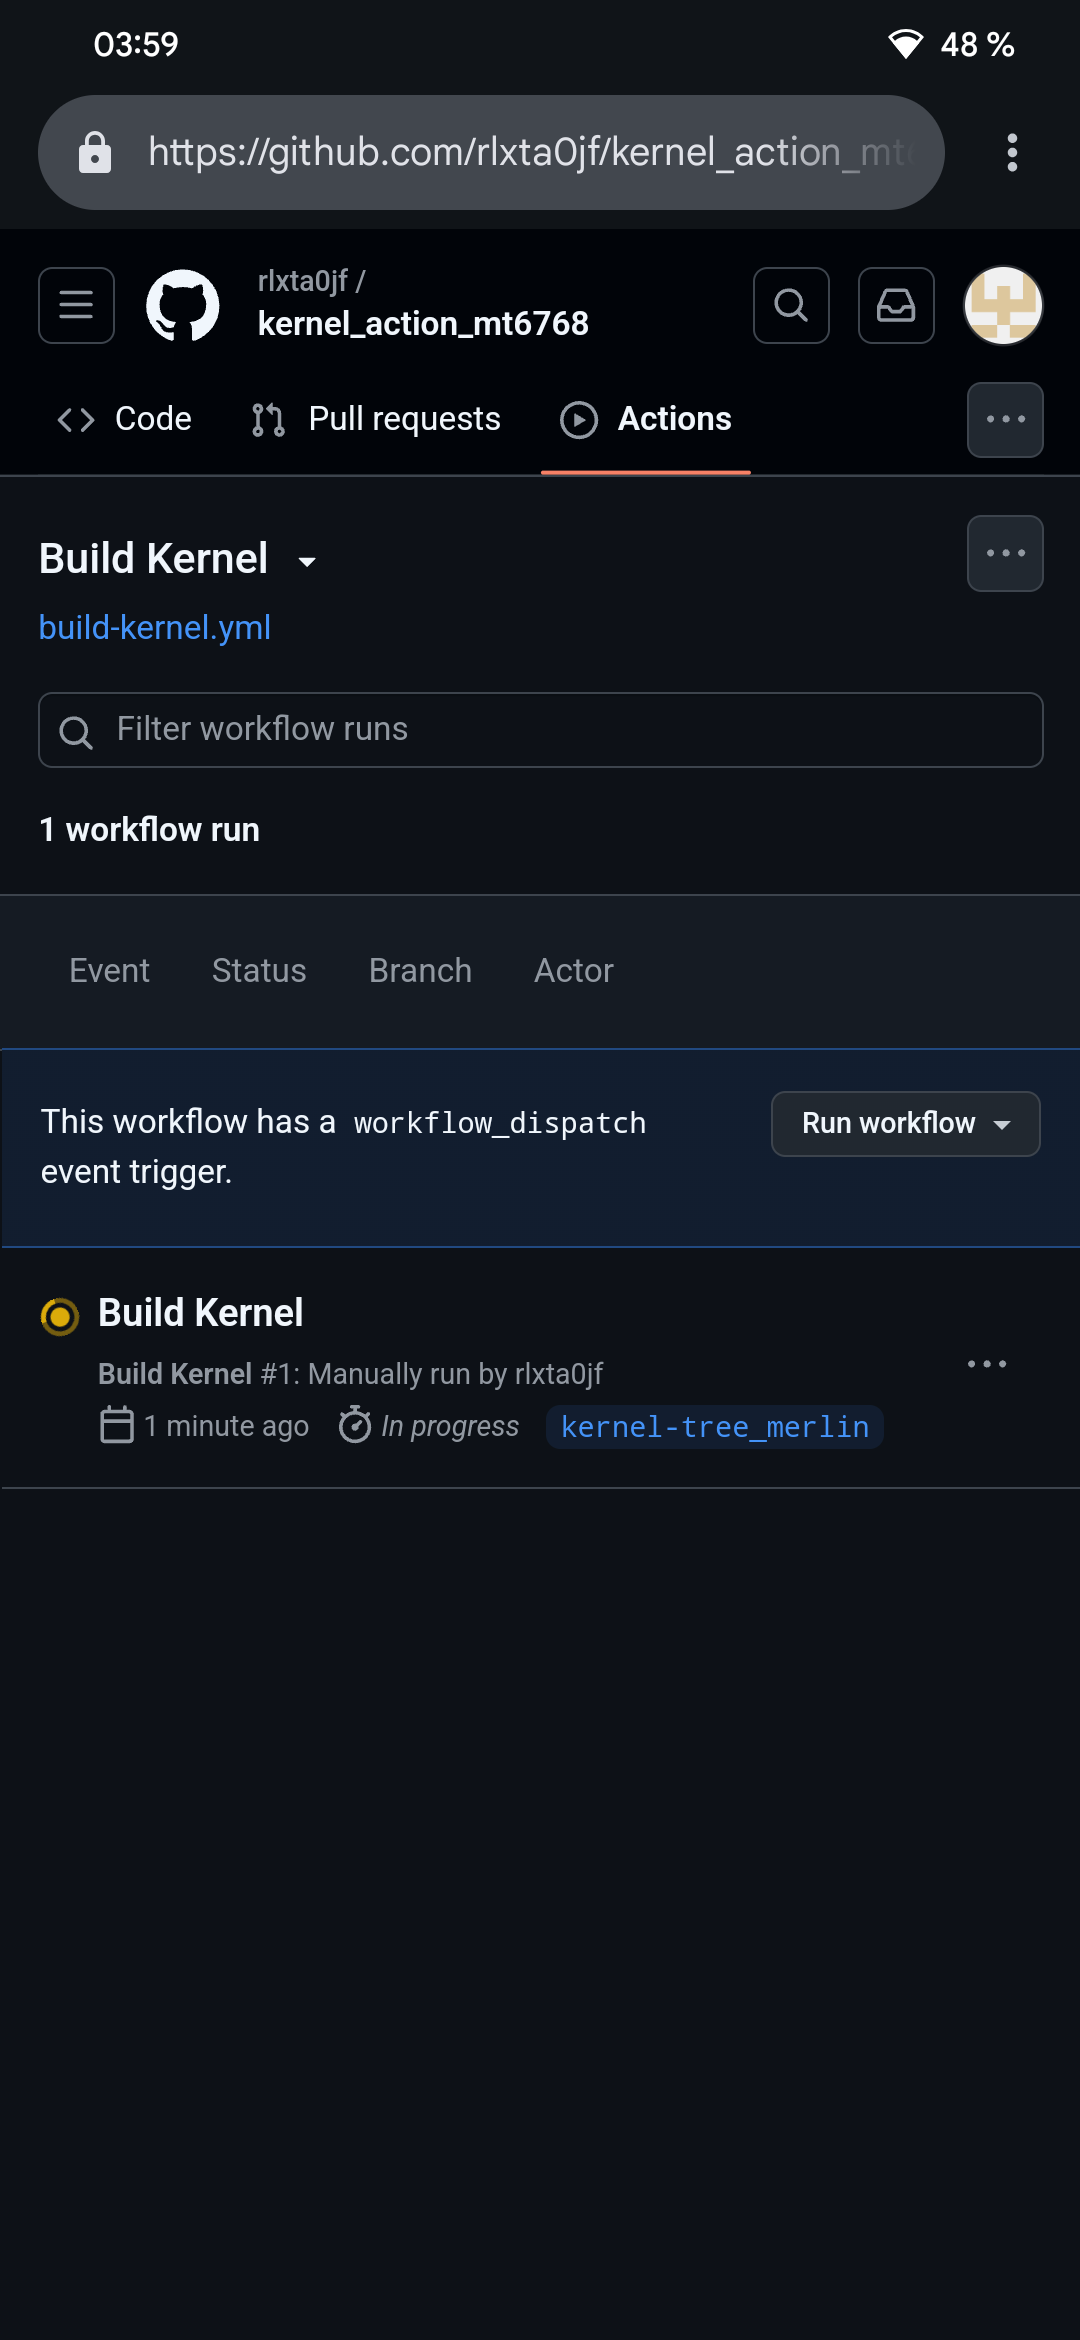 03:59 48 %
https://github.com/rlxta0jf/kernel_action_mt
rlxta0jf /
kernel_action_mt6768
Code Pull requests Actions
Build Kernel
build-kernel.yml
Filter workflow runs
1 workflow run
Event Status Branch Actor
This workflow has a workflow_dispatch
event trigger.
Run workflow
Build Kernel
Build Kernel #1: Manually run by rlxta0jf
1 minute ago In progress kernel-tree_merlin